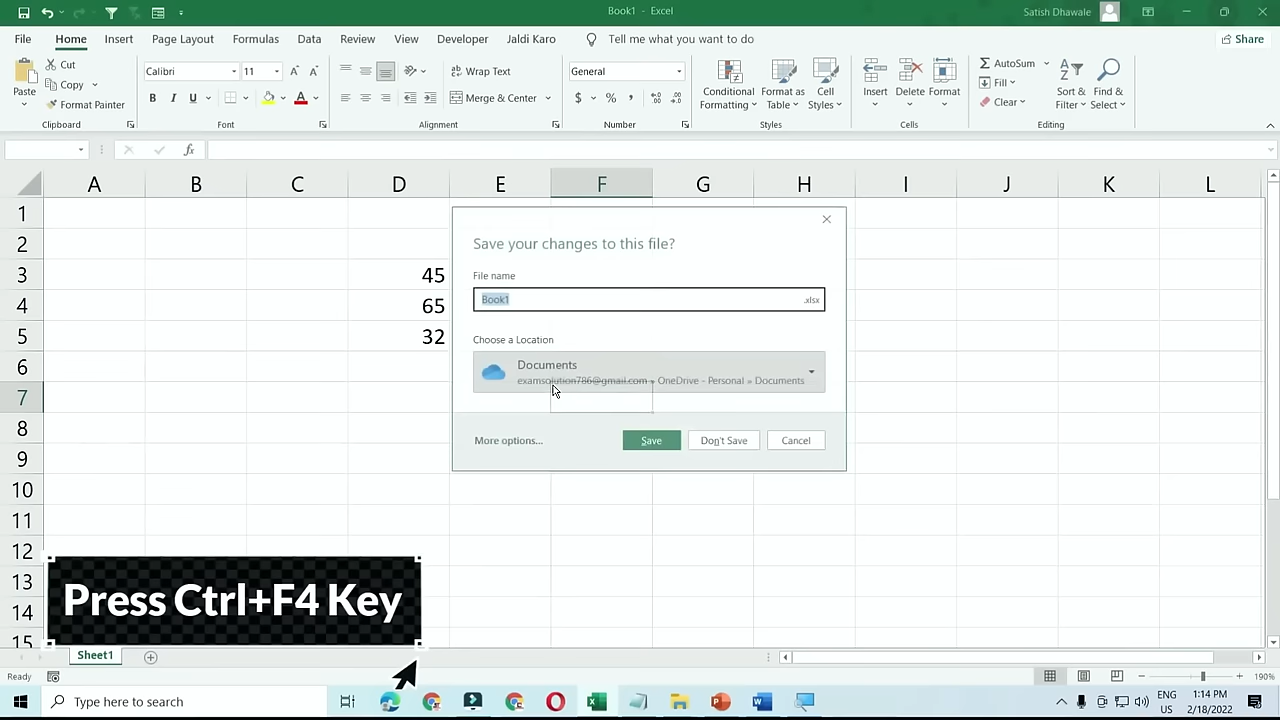 Book1 - Excel
Satish Dhawale
File Home Insert Page Layout Formulas Data Review View Developer Jaldi Karo Tell me what you want to do Share
Paste
Cut
Copy
Format Painter
Clipboard
Calibri 11
B I U A
Font
Wrap Text
Merge & Center
Alignment
General
$ % ,
Number
Conditional Formatting
Format as Table
Cell Styles
Styles
Insert Delete Format
Cells
AutoSum
Fill
Clear
Sort & Filter
Find & Select
Editing
fx
A B C D E F G H I J K L
1
2
3 45
4 65
5 32
6
7
8
9
10
11
12
13
14
15
Save your changes to this file?
File name
Book1 .xlsx
Choose a Location
Documents
examsolution786@gmail.com » OneDrive - Personal » Documents
More options... Save Don't Save Cancel
Press Ctrl+F4 Key
Sheet1
Ready
190%
Type here to search
ENG
US
1:14 PM
2/18/2022